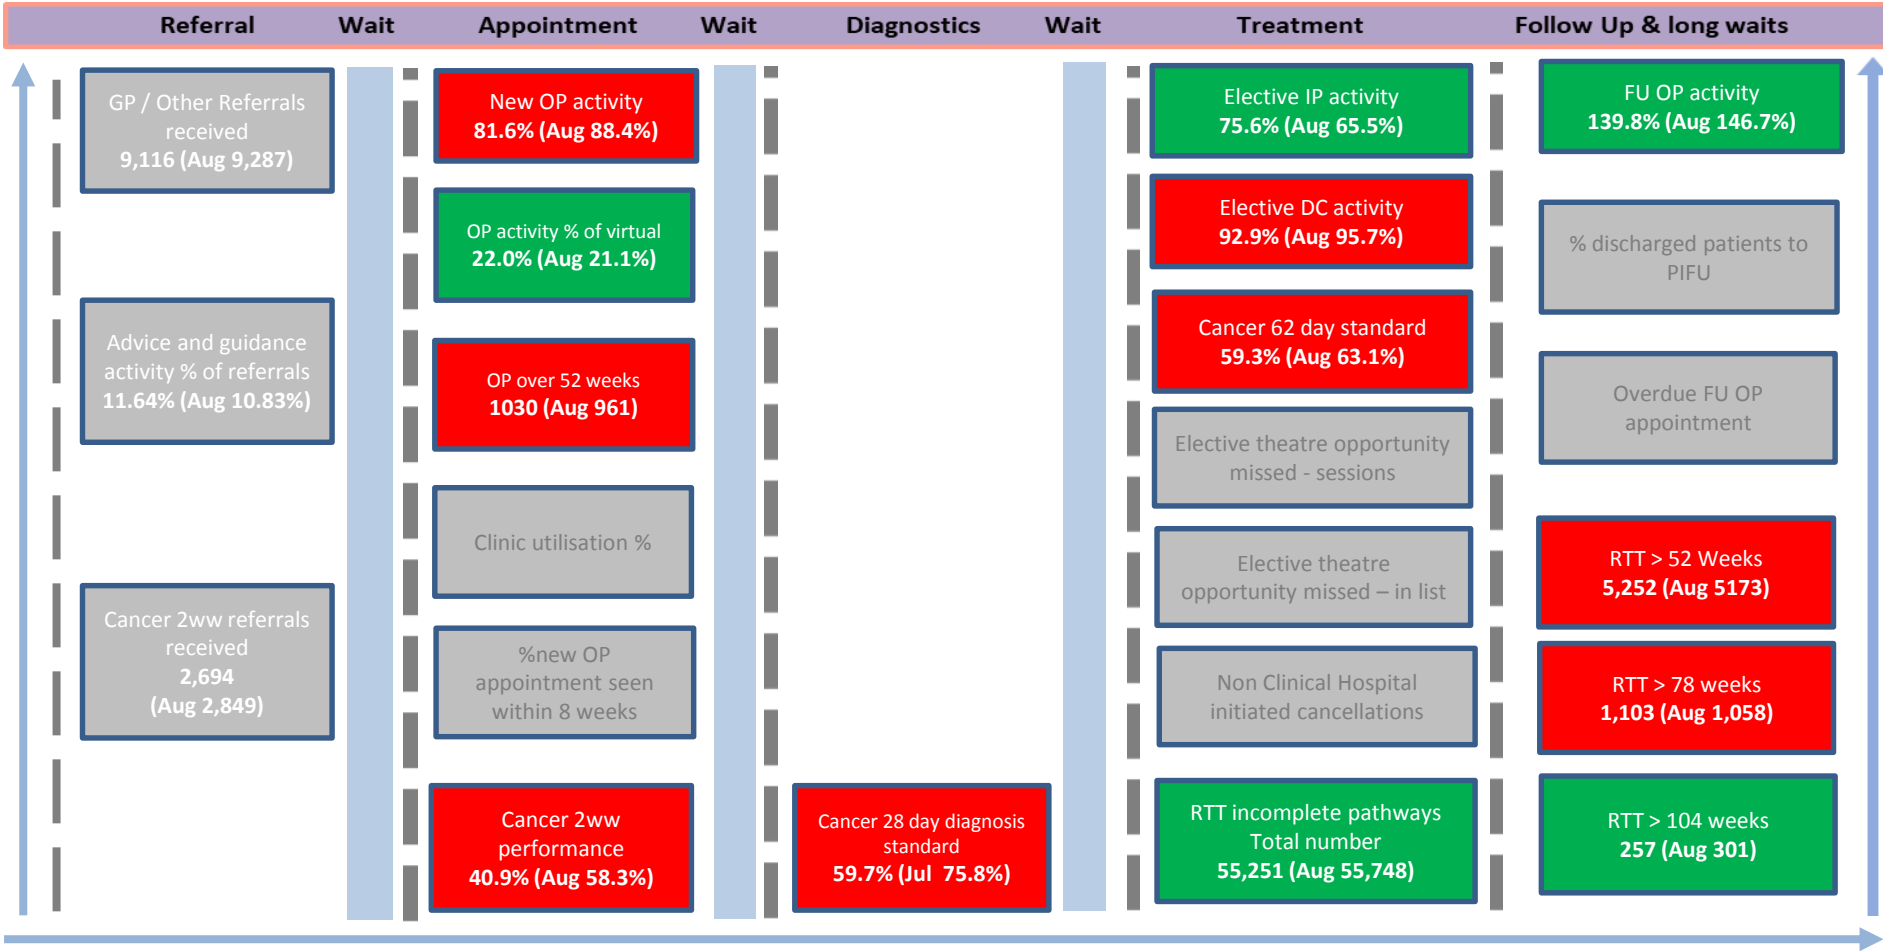 Referral Wait Appointment Wait Diagnostics Wait Treatment Follow Up & long waits
GP / Other Referrals
received
9,116 (Aug 9,287)
Advice and guidance
activity % of referrals
11.64% (Aug 10.83%)
Cancer 2ww referrals
received
2,694
(Aug 2,849)
New OP activity
81.6% (Aug 88.4%)
OP activity % of virtual
22.0% (Aug 21.1%)
OP over 52 weeks
1030 (Aug 961)
Clinic utilisation %
%new OP
appointment seen
within 8 weeks
Cancer 2ww
performance
40.9% (Aug 58.3%)
Cancer 28 day diagnosis
standard
59.7% (Jul 75.8%)
Elective IP activity
75.6% (Aug 65.5%)
Elective DC activity
92.9% (Aug 95.7%)
Cancer 62 day standard
59.3% (Aug 63.1%)
Elective theatre opportunity
missed - sessions
Elective theatre
opportunity missed – in list
Non Clinical Hospital
initiated cancellations
RTT incomplete pathways
Total number
55,251 (Aug 55,748)
FU OP activity
139.8% (Aug 146.7%)
% discharged patients to
PIFU
Overdue FU OP
appointment
RTT > 52 Weeks
5,252 (Aug 5173)
RTT > 78 weeks
1,103 (Aug 1,058)
RTT > 104 weeks
257 (Aug 301)